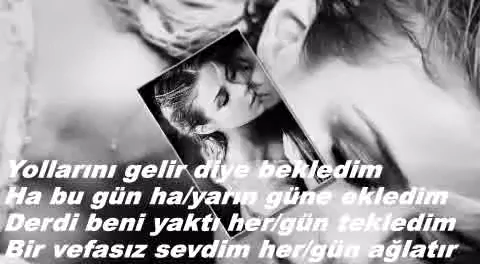 Yollarını gelir diye bekledim
Ha bu gün ha/yarın güne ekledim
Derdi beni yaktı her/gün tekledim
Bir vefasız sevdim her/gün ağlatır